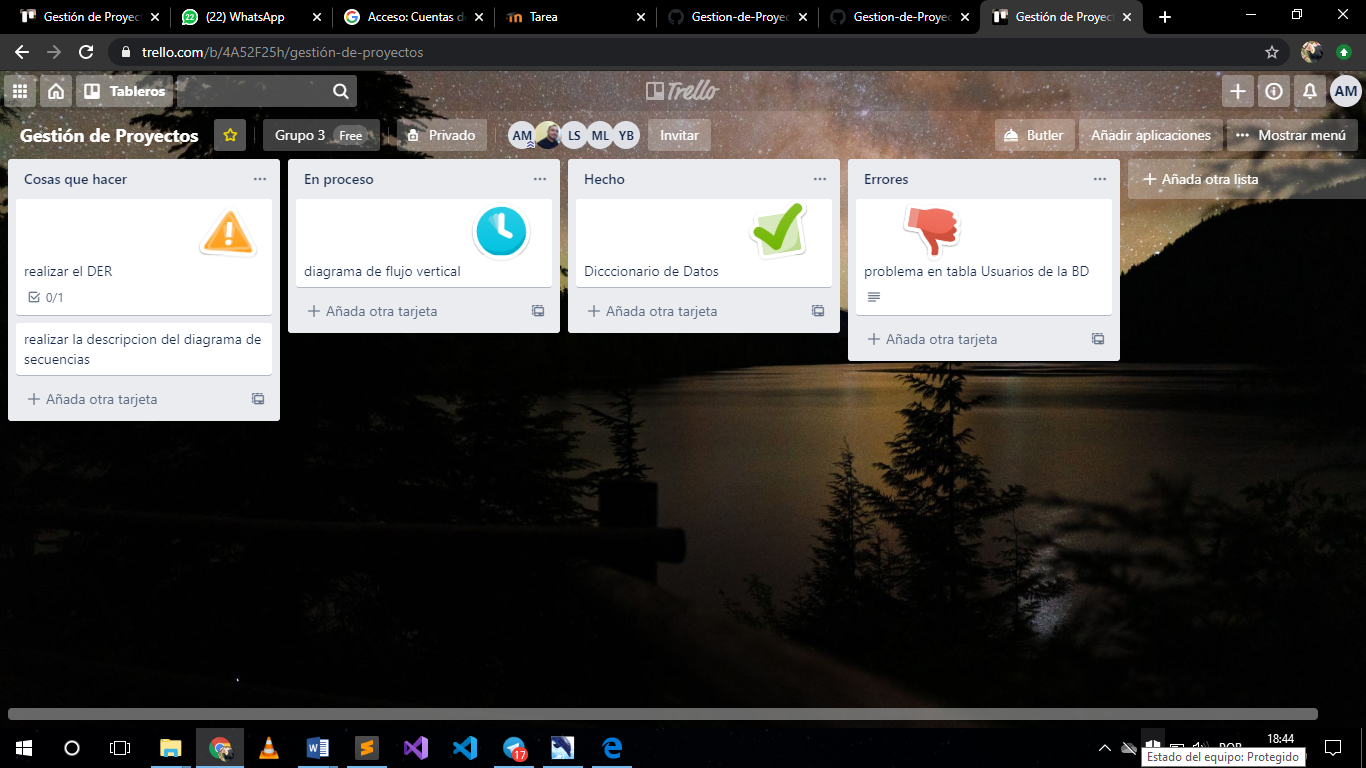 Gestión de Proyect
(22) WhatsApp
Acceso: Cuentas d
Tarea
Gestion-de-Proyec
Gestion-de-Proyec
Gestión de Proyect
trello.com/b/4A52F25h/gestión-de-proyectos
Tableros
Trello
AM
Gestión de Proyectos
Grupo 3 Free
Privado
AM LS ML YB
Invitar
Butler
Añadir aplicaciones
Mostrar menú
Cosas que hacer
realizar el DER
0/1
realizar la descripcion del diagrama de
secuencias
Añada otra tarjeta
En proceso
diagrama de flujo vertical
Añada otra tarjeta
Hecho
Dicccionario de Datos
Añada otra tarjeta
Errores
problema en tabla Usuarios de la BD
Añada otra tarjeta
Añada otra lista
17
18:44
Estado del equipo: Protegido